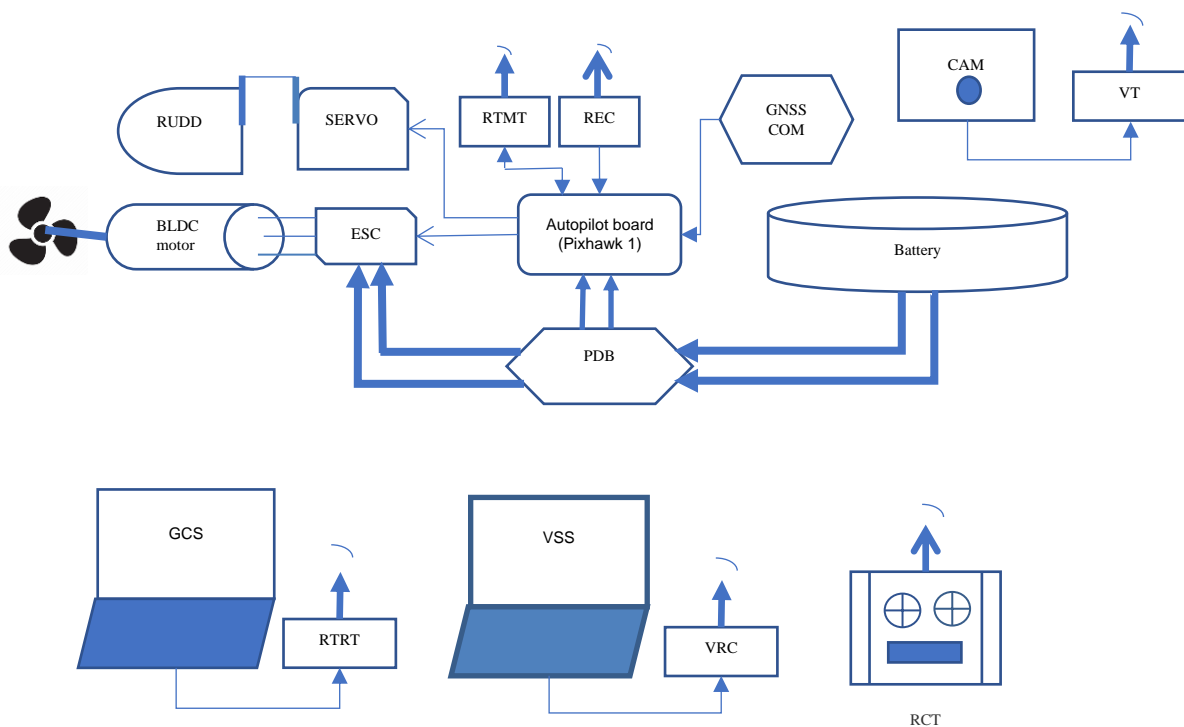 CAM
RTMT
REC
GNSS
COM
VT
RUDD
SERVO
BLDC
motor
ESC
Autopilot board
(Pixhawk 1)
Battery
PDB
GCS
VSS
RTRT
VRC
RCT